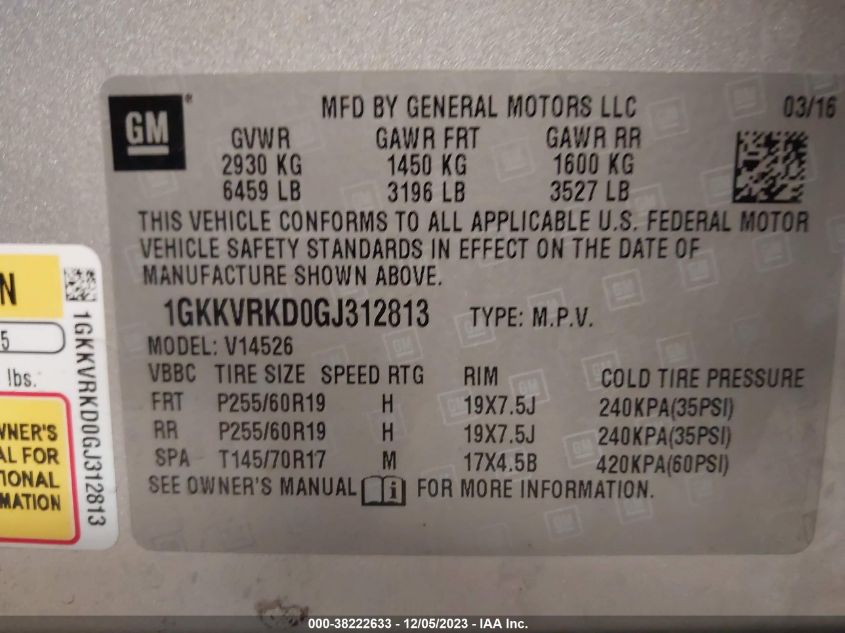 GM
MFD BY GENERAL MOTORS LLC 03/16
GVWR GAWR FRT GAWR RR
2930 KG 1450 KG 1600 KG
6459 LB 3196 LB 3527 LB
THIS VEHICLE CONFORMS TO ALL APPLICABLE U.S. FEDERAL MOTOR
VEHICLE SAFETY STANDARDS IN EFFECT ON THE DATE OF
MANUFACTURE SHOWN ABOVE.
1GKKVRKD0GJ312813 TYPE: M.P.V.
MODEL: V14526
VBBC TIRE SIZE SPEED RTG RIM COLD TIRE PRESSURE
FRT P255/60R19 H 19X7.5J 240KPA(35PSI)
RR P255/60R19 H 19X7.5J 240KPA(35PSI)
SPA T145/70R17 M 17X4.5B 420KPA(60PSI)
SEE OWNER'S MANUAL i FOR MORE INFORMATION.
N
5
lbs.
WNER'S
AL FOR
TIONAL
MATION
1GKKVRKD0GJ312813
000-38222633 - 12/05/2023 - IAA Inc.